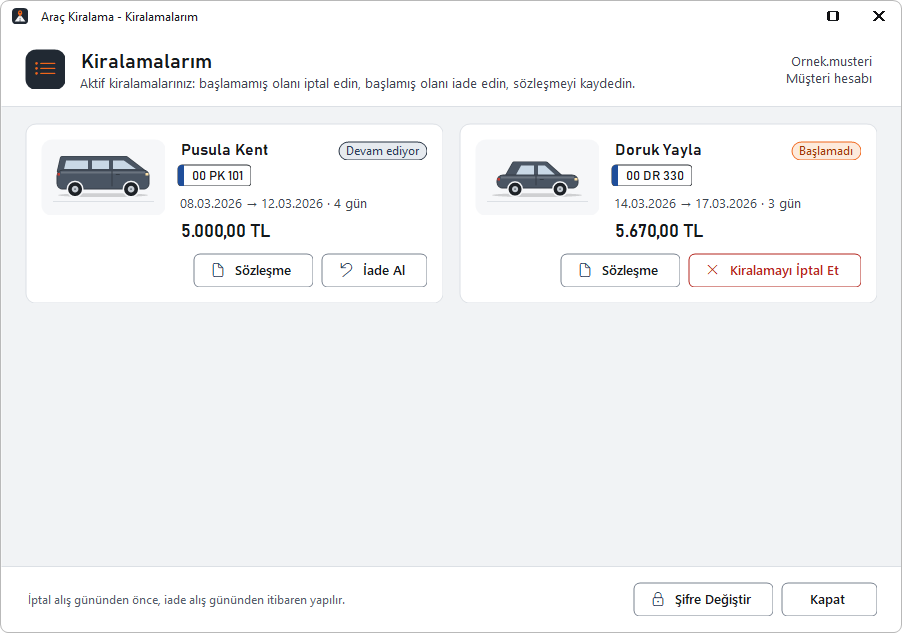 Araç Kiralama - Kiralamalarım
Kiralamalarım
Aktif kiralamalarınız: başlamamış olanı iptal edin, başlamış olanı iade edin, sözleşmeyi kaydedin.
Ornek.musteri
Müşteri hesabı
Pusula Kent
Devam ediyor
00 PK 101
08.03.2026 → 12.03.2026 · 4 gün
5.000,00 TL
Sözleşme
İade Al
Doruk Yayla
Başlamadı
00 DR 330
14.03.2026 → 17.03.2026 · 3 gün
5.670,00 TL
Sözleşme
Kiralamayı İptal Et
İptal alış gününden önce, iade alış gününden itibaren yapılır.
Şifre Değiştir
Kapat